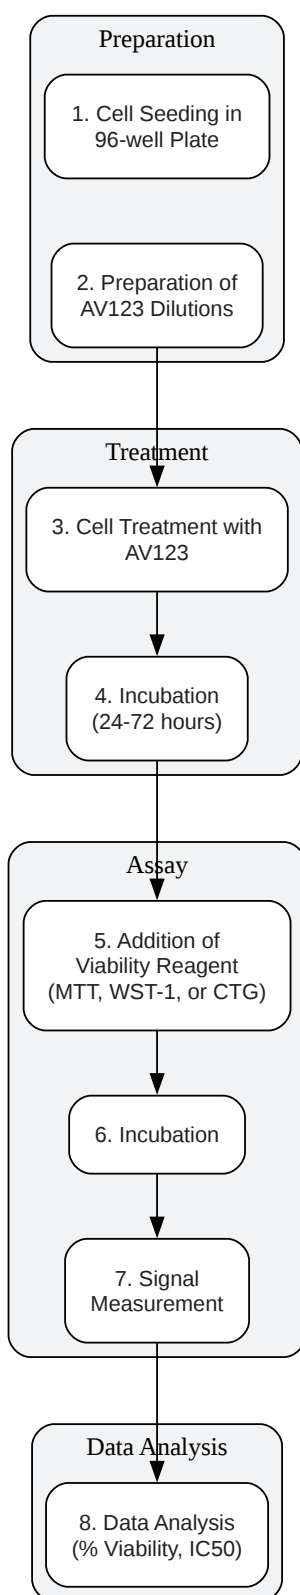 Preparation
1. Cell Seeding in
96-well Plate
2. Preparation of
AV123 Dilutions
Treatment
3. Cell Treatment with
AV123
4. Incubation
(24-72 hours)
Assay
5. Addition of
Viability Reagent
(MTT, WST-1, or CTG)
6. Incubation
7. Signal
Measurement
Data Analysis
8. Data Analysis
(% Viability, IC50)